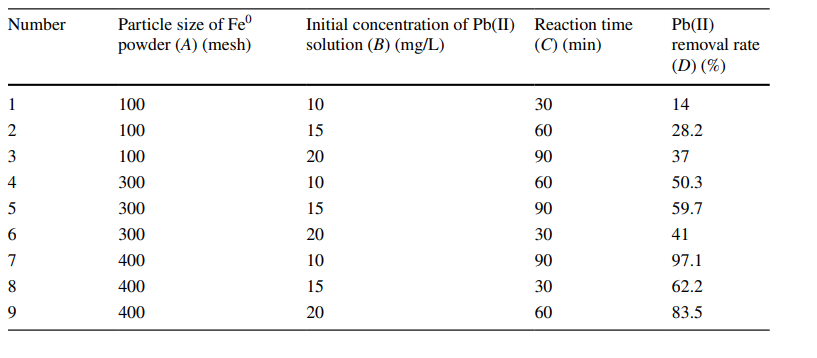 Number Particle size of Fe⁰ powder (A) (mesh) Initial concentration of Pb(II) solution (B) (mg/L) Reaction time (C) (min) Pb(II) removal rate (D) (%)
1 100 10 30 14
2 100 15 60 28.2
3 100 20 90 37
4 300 10 60 50.3
5 300 15 90 59.7
6 300 20 30 41
7 400 10 90 97.1
8 400 15 30 62.2
9 400 20 60 83.5